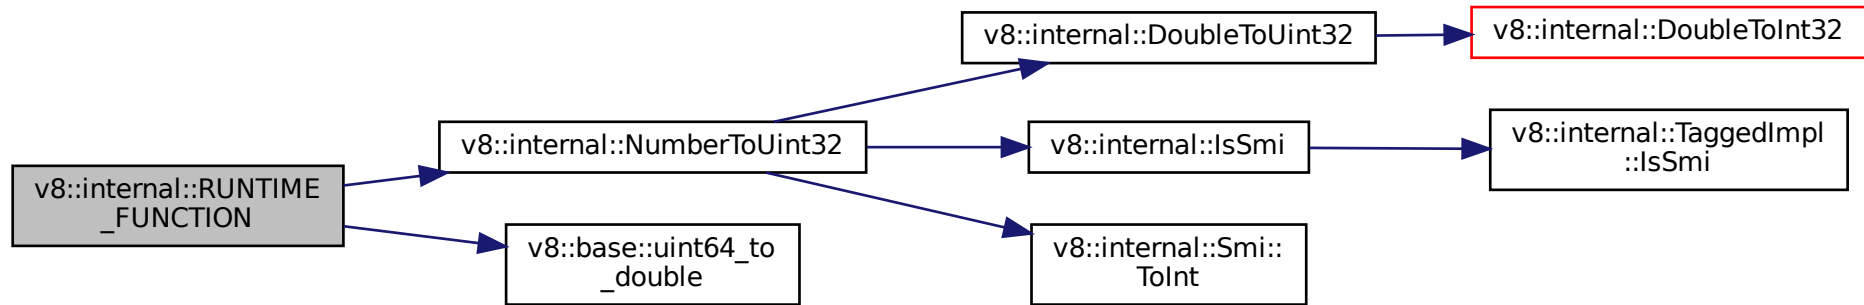 v8::internal::RUNTIME
_FUNCTION
v8::internal::NumberToUint32
v8::base::uint64_to
_double
v8::internal::DoubleToUint32
v8::internal::IsSmi
v8::internal::Smi::
ToInt
v8::internal::DoubleToInt32
v8::internal::TaggedImpl
::IsSmi